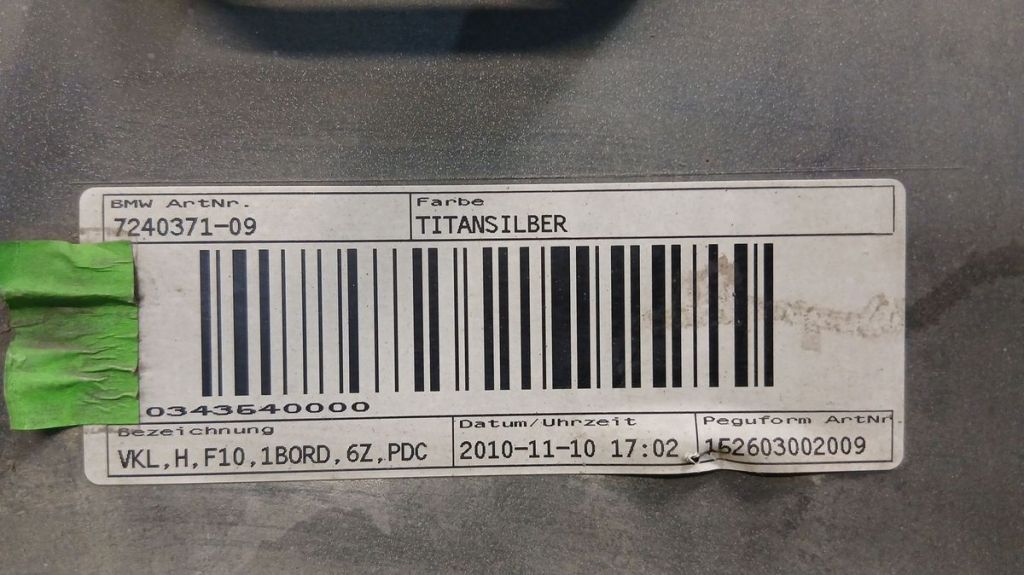 BMW ArtNr.
7240371-09
Farbe
TITANSILBER
0343640000
Bezeichnung
VKL,H,F10,1BORD,6Z,PDC
Datum/Uhrzeit
2010-11-10 17:02
Peguform ArtNr
152603002009